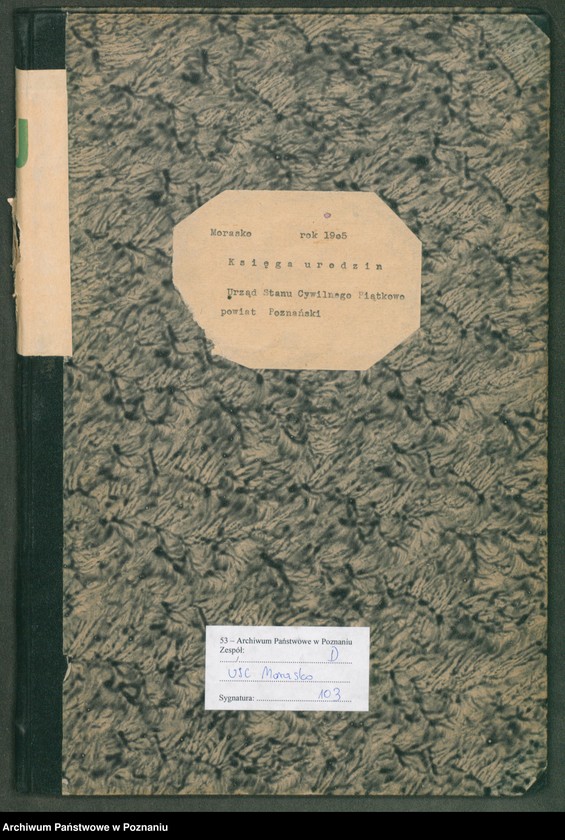 Morasko rok 19o5
Księga urodzin
Urząd Stanu Cywilnego Piątkowo
powiat Poznański
53 – Archiwum Państwowe w Poznaniu
Zespół: D
USC Morasko
Sygnatura: 103
Archiwum Państwowe w Poznaniu